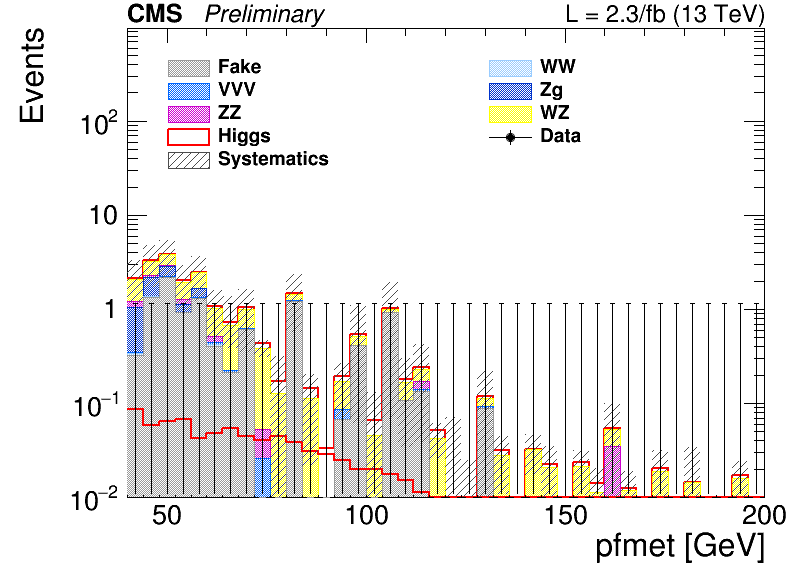 CMS Preliminary L = 2.3/fb (13 TeV)
Events
Fake WW
VVV Zg
ZZ WZ
Higgs Data
Systematics
10²
10
1
10⁻¹
10⁻²
50 100 150 200
pfmet [GeV]